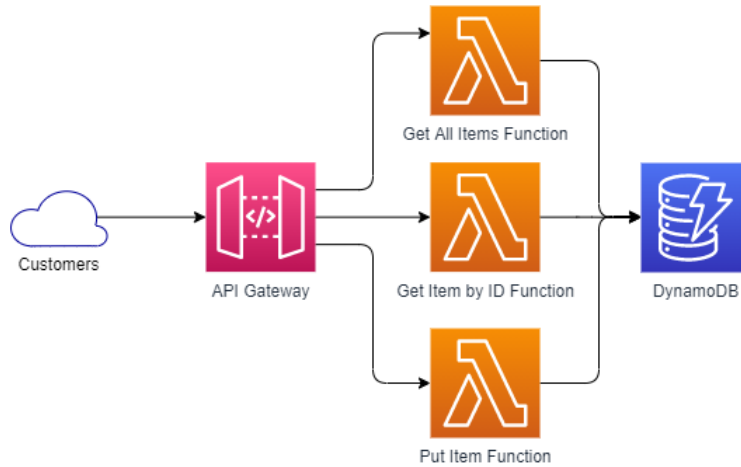 Get All Items Function
</>
Customers
API Gateway
Get Item by ID Function
DynamoDB
Put Item Function